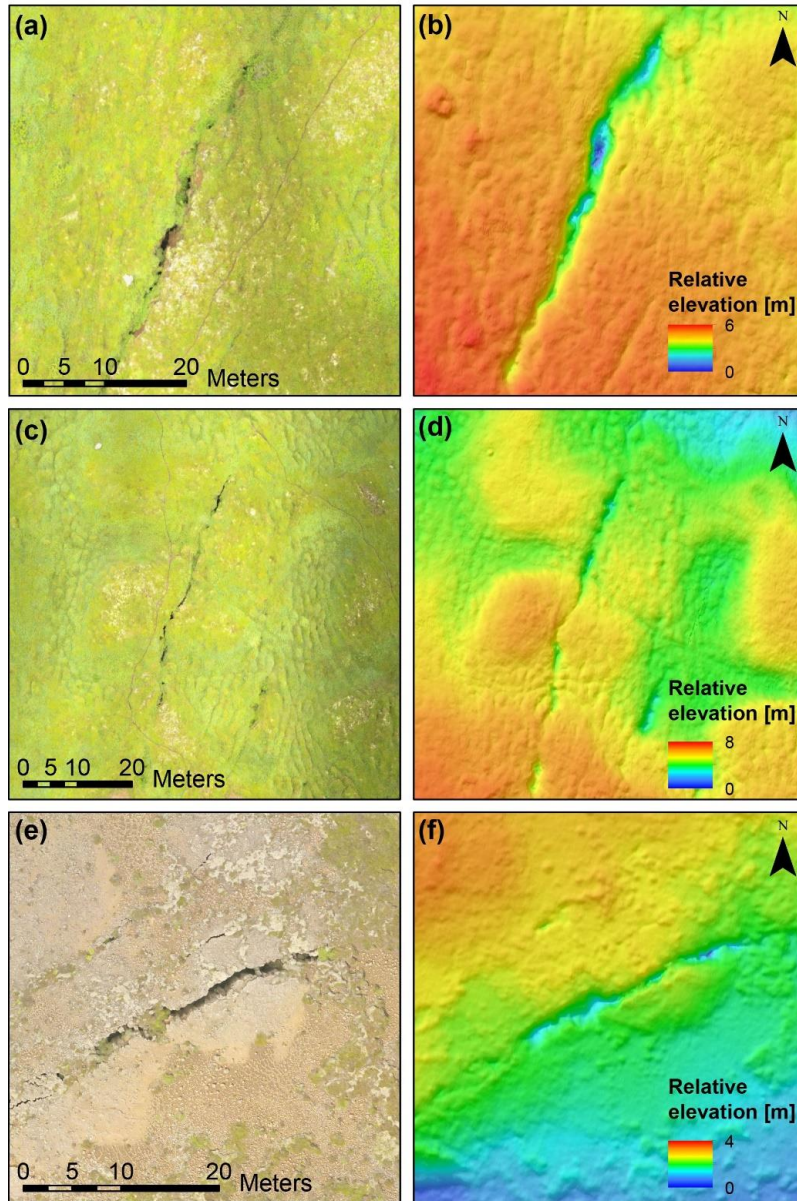 (a)
0 5 10 20 Meters
(b)
N
Relative
elevation [m]
6
0
(c)
0 5 10 20 Meters
(d)
N
Relative
elevation [m]
8
0
(e)
0 5 10 20 Meters
(f)
N
Relative
elevation [m]
4
0